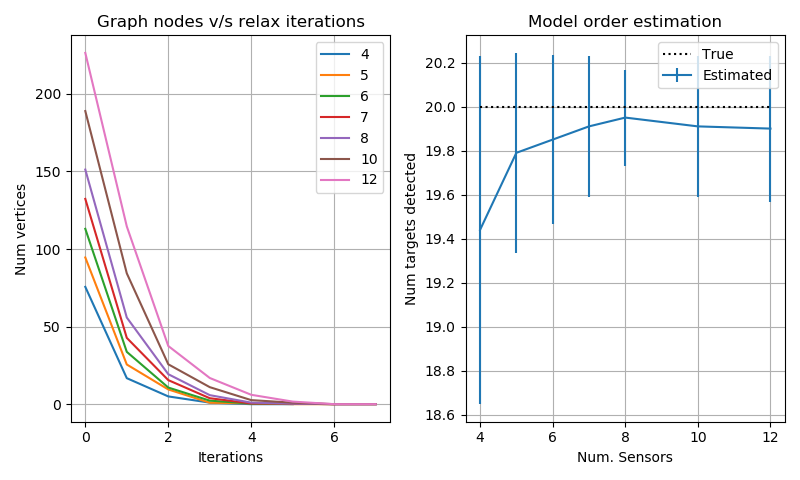 Graph nodes v/s relax iterations
Num vertices
200
150
100
50
0
0 2 4 6
Iterations
4
5
6
7
8
10
12
Model order estimation
Num targets detected
20.2
20.0
19.8
19.6
19.4
19.2
19.0
18.8
18.6
4 6 8 10 12
Num. Sensors
True
Estimated